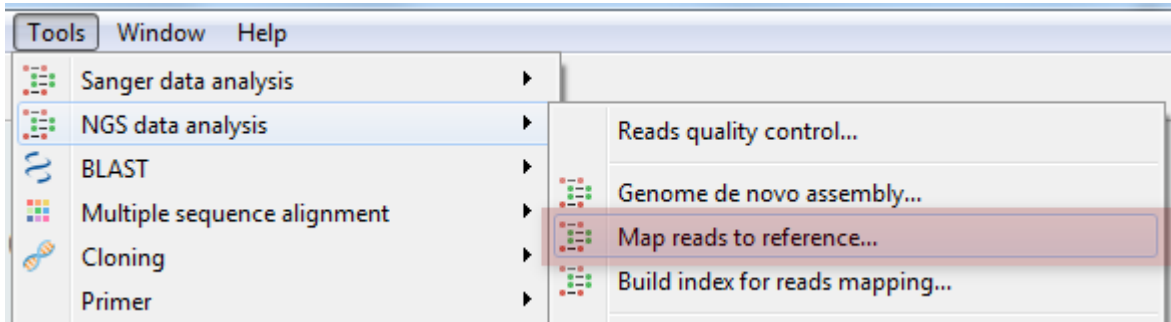 Tools Window Help
Sanger data analysis
NGS data analysis
BLAST
Multiple sequence alignment
Cloning
Primer
Reads quality control...
Genome de novo assembly...
Map reads to reference...
Build index for reads mapping...